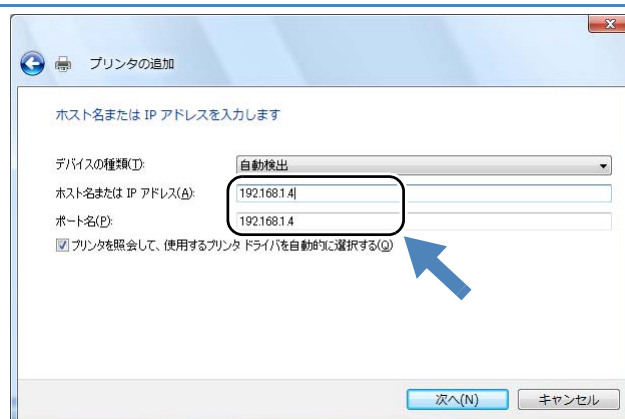 プリンタの追加
ホスト名または IP アドレスを入力します
デバイスの種類(T): 自動検出
ホスト名または IP アドレス(A): 192.168.1.4
ポート名(P): 192.168.1.4
プリンタを照会して、使用するプリンタ ドライバを自動的に選択する(Q)
次へ(N) キャンセル